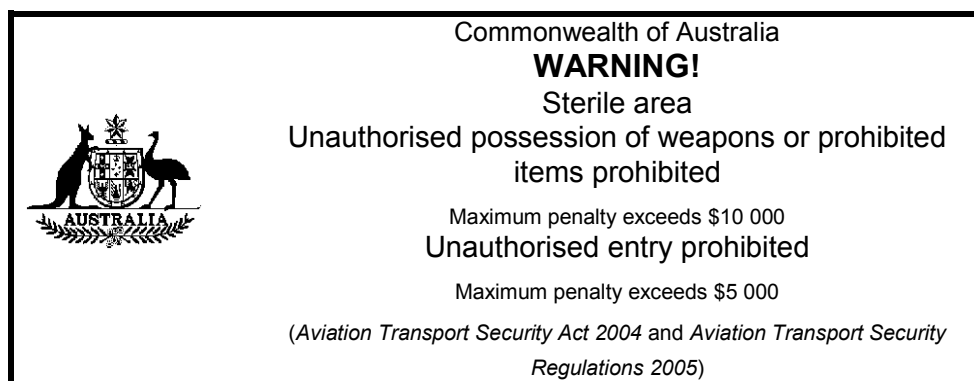 Commonwealth of Australia
WARNING!
Sterile area
Unauthorised possession of weapons or prohibited
items prohibited
Maximum penalty exceeds $10 000
Unauthorised entry prohibited
Maximum penalty exceeds $5 000
(Aviation Transport Security Act 2004 and Aviation Transport Security
Regulations 2005)
AUSTRALIA